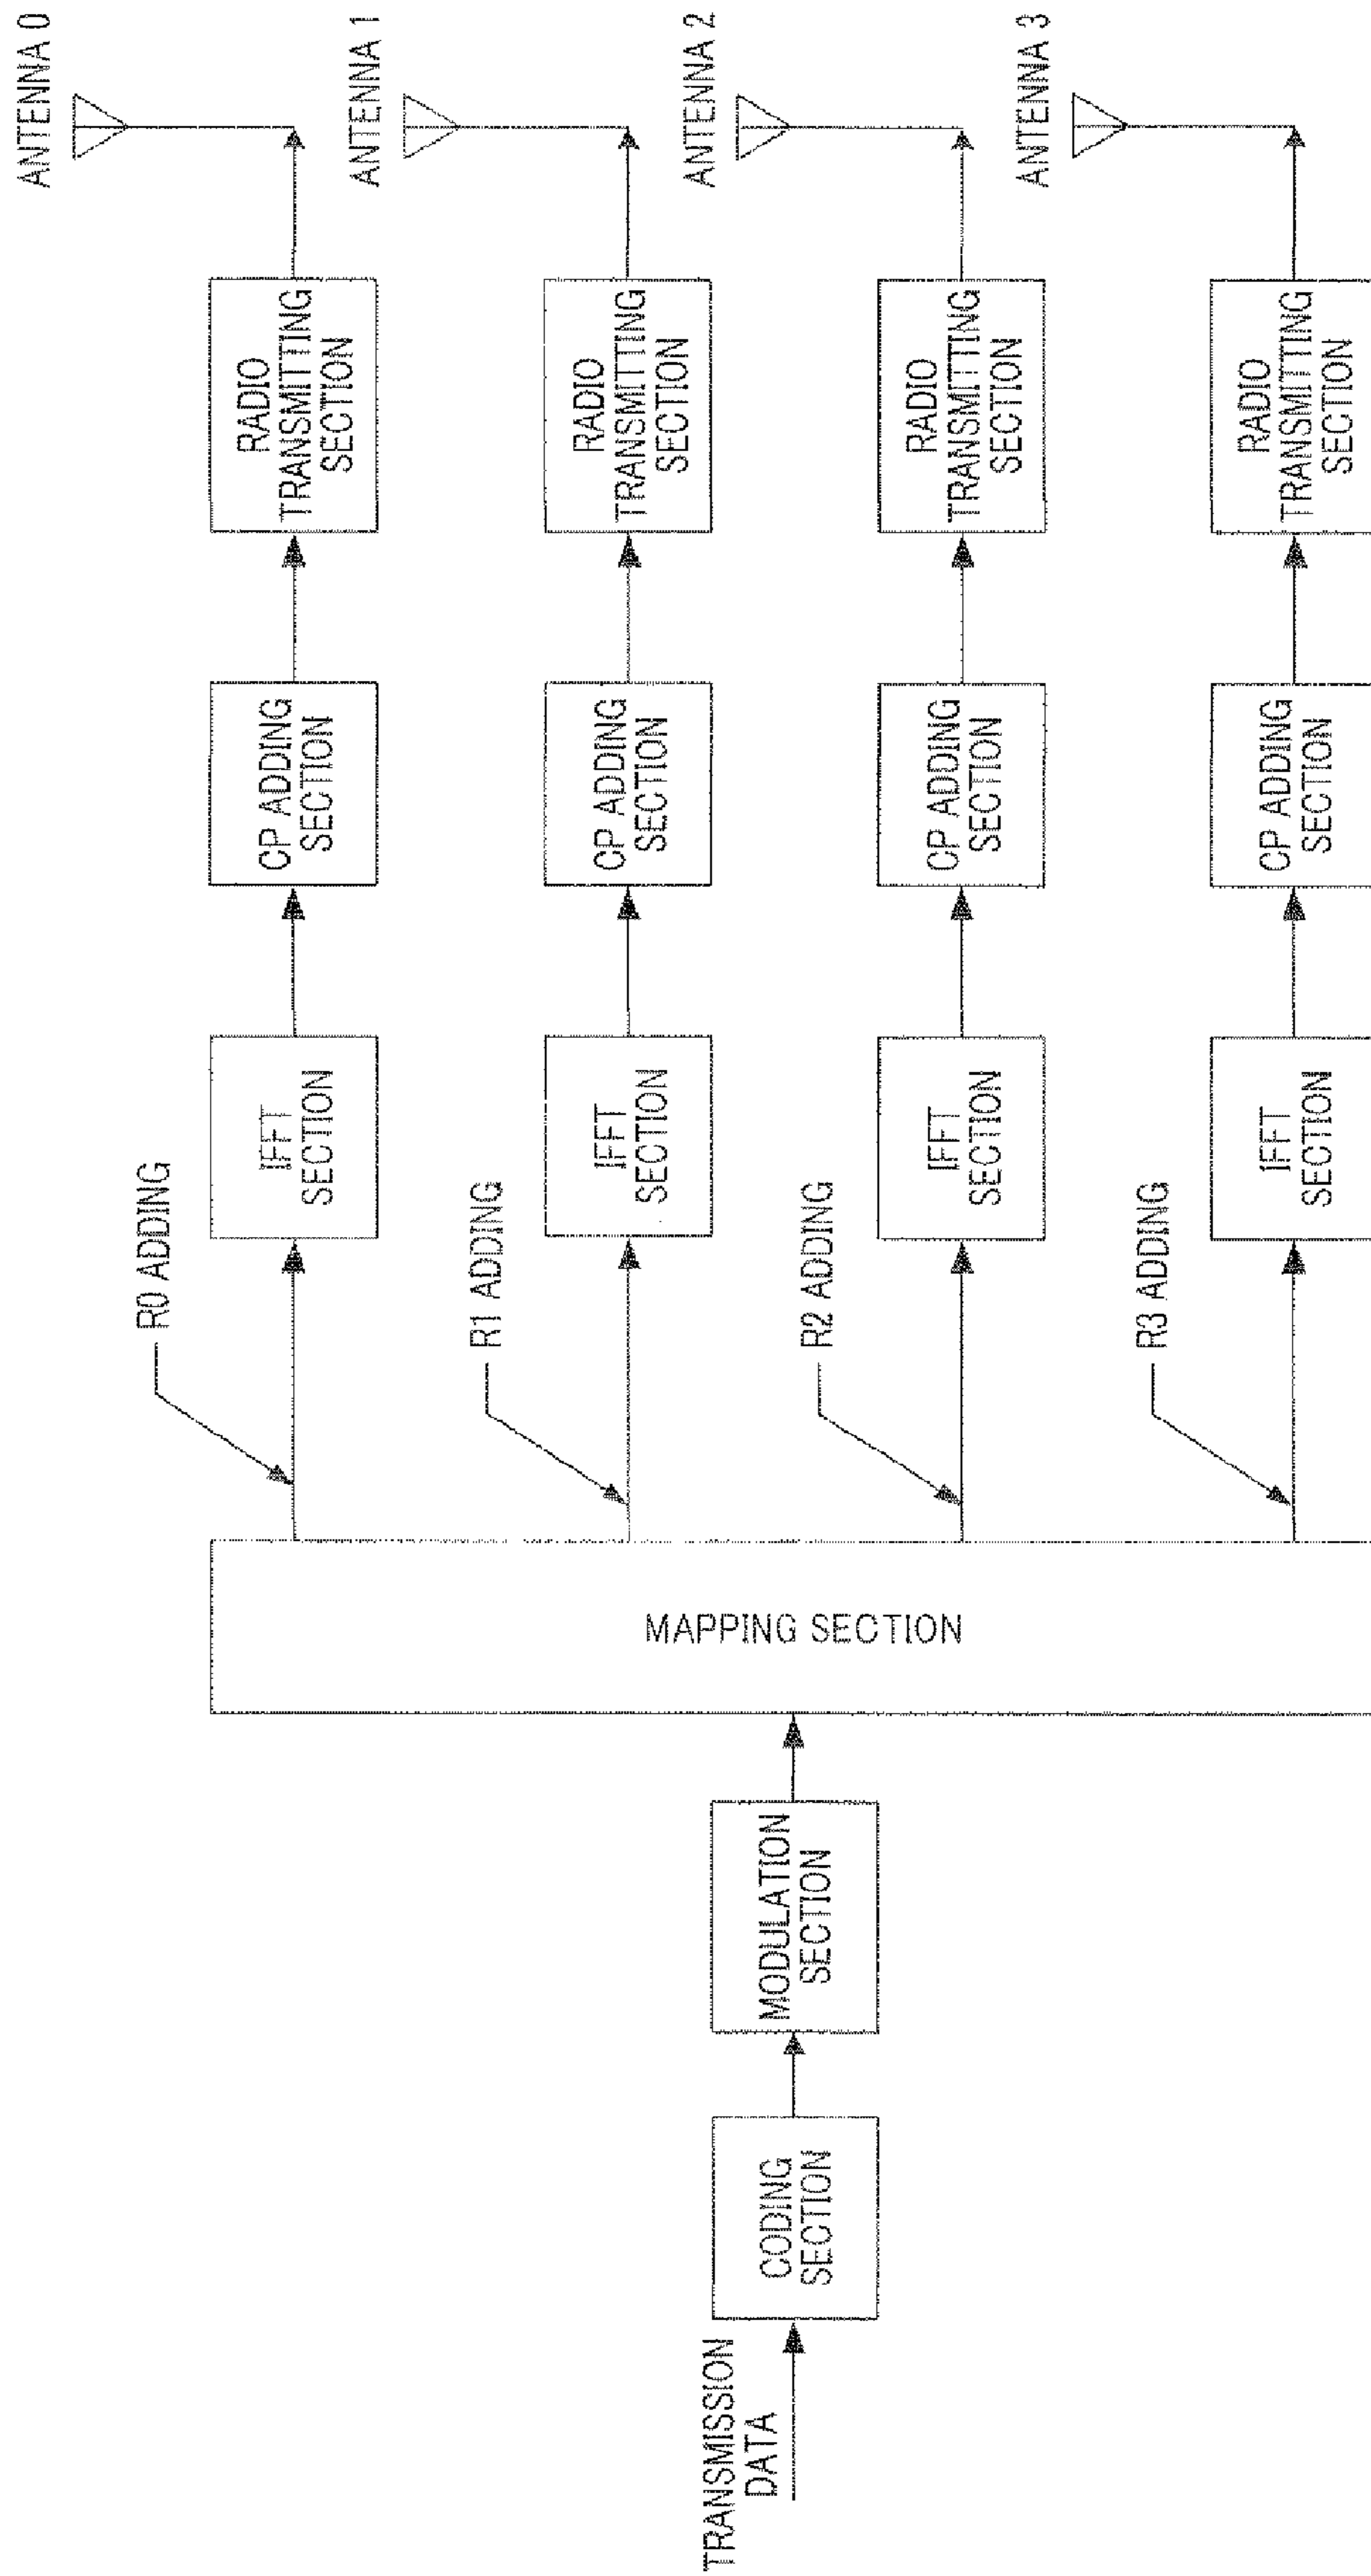 TRANSMISSION
DATA
CODING
SECTION
MODULATION
SECTION
MAPPING SECTION
R0 ADDING
IFFT
SECTION
CP ADDING
SECTION
RADIO
TRANSMITTING
SECTION
ANTENNA 0
R1 ADDING
IFFT
SECTION
CP ADDING
SECTION
RADIO
TRANSMITTING
SECTION
ANTENNA 1
R2 ADDING
IFFT
SECTION
CP ADDING
SECTION
RADIO
TRANSMITTING
SECTION
ANTENNA 2
R3 ADDING
IFFT
SECTION
CP ADDING
SECTION
RADIO
TRANSMITTING
SECTION
ANTENNA 3